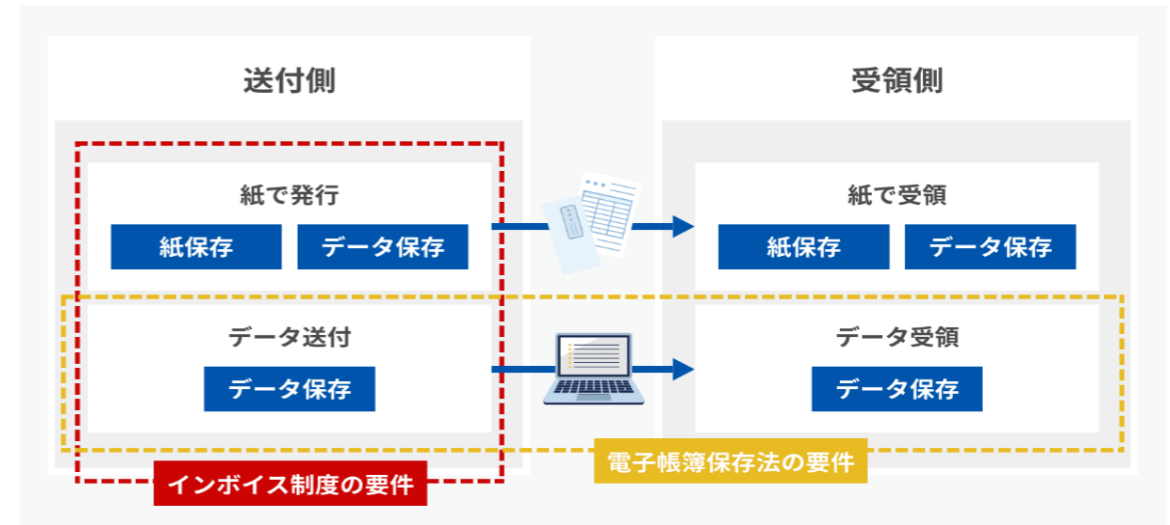 送付側
受領側
紙で発行
紙保存
データ保存
紙で受領
紙保存
データ保存
データ送付
データ保存
データ受領
データ保存
電子帳簿保存法の要件
インボイス制度の要件